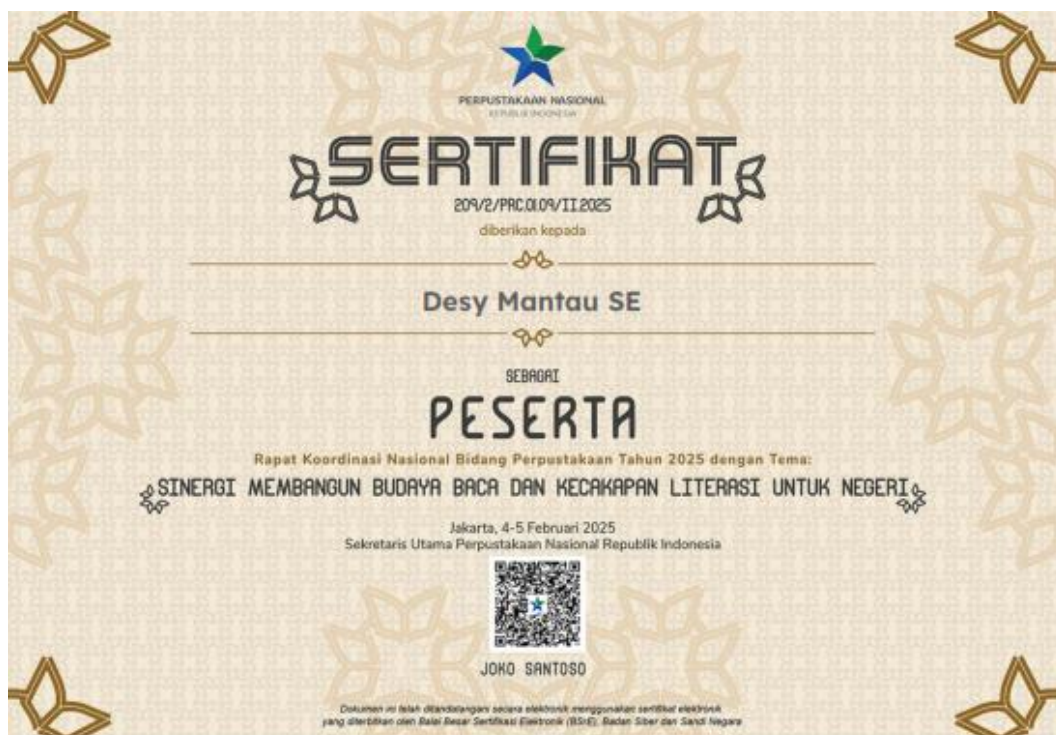 PERPUSTAKAAN NASIONAL
REPUBLIK INDONESIA
SERTIFIKAT
209/2/PRC.01.09/II.2025
diberikan kepada
Desy Mantau SE
SEBAGAI
PESERTA
Rapat Koordinasi Nasional Bidang Perpustakaan Tahun 2025 dengan Tema:
SINERGI MEMBANGUN BUDAYA BACA DAN KECAKAPAN LITERASI UNTUK NEGERI
Jakarta, 4-5 Februari 2025
Sekretaris Utama Perpustakaan Nasional Republik Indonesia
JOKO SANTOSO
Dokumen ini telah ditandatangani secara elektronik menggunakan sertifikat elektronik
yang diterbitkan oleh Balai Besar Sertifikasi Elektronik (BSrE), Badan Siber dan Sandi Negara